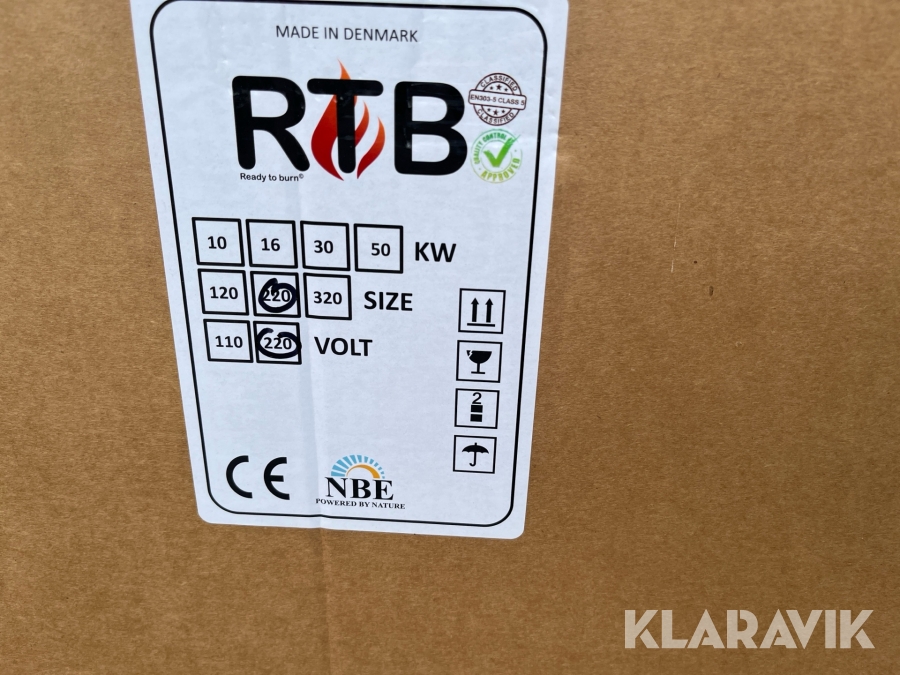 MADE IN DENMARK
RTB
CLASSIFIED
EN303-5 CLASS 5
CLASSIFIED
Ready to burn©
QUALITY CONTROL
APPROVED
10 16 30 50 KW
120 220 320 SIZE
110 220 VOLT
2
CE
NBE
POWERED BY NATURE
KLARAVIK